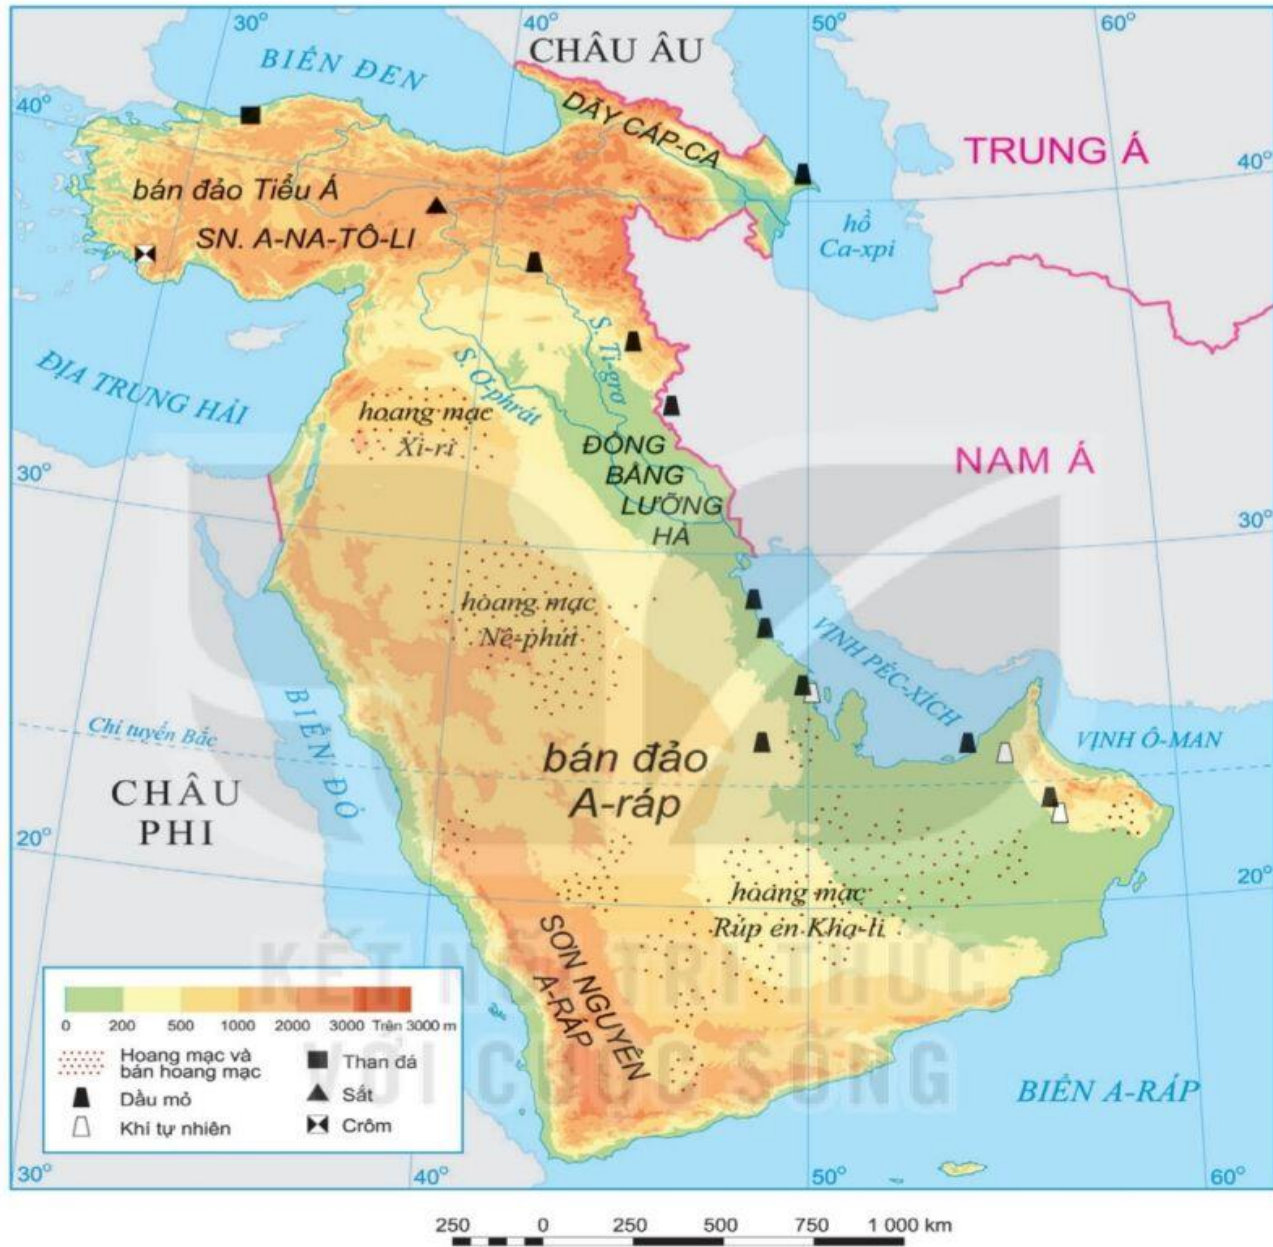 30°
40°
50°
60°
CHÂU ÂU
BIỂN ĐEN
40°
DÃY CÁP-CA
TRUNG Á
40°
bán đảo Tiểu Á
SN. A-NA-TÔ-LI
hồ
Ca-xpi
S. Ti-grơ
S. Ơ-phrát
ĐỊA TRUNG HẢI
hoang mạc
Xi-ri
ĐỒNG
BẰNG
LƯỠNG
HÀ
NAM Á
30°
30°
hoang mạc
Nê-phút
VỊNH PÉC-XÍCH
BIỂN ĐỎ
Chí tuyến Bắc
VỊNH Ô-MAN
bán đảo
A-ráp
CHÂU
PHI
20°
20°
hoang mạc
Rúp en Kha-li
SƠN NGUYÊN
A-RÁP
KẾT NỐI TRI THỨC
VỚI CUỘC SỐNG
0 200 500 1000 2000 3000 Trên 3000 m
Hoang mạc và
bán hoang mạc
Dầu mỏ
Khí tự nhiên
Than đá
Sắt
Crôm
BIỂN A-RÁP
30°
40°
50°
60°
250 0 250 500 750 1 000 km